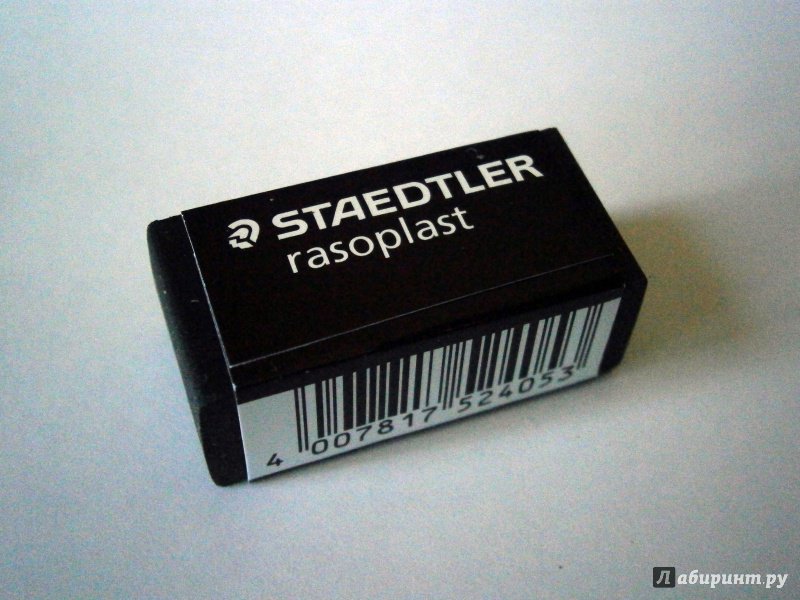 STAEDTLER
rasoplast
4 007817 524053
Лабиринт.ру